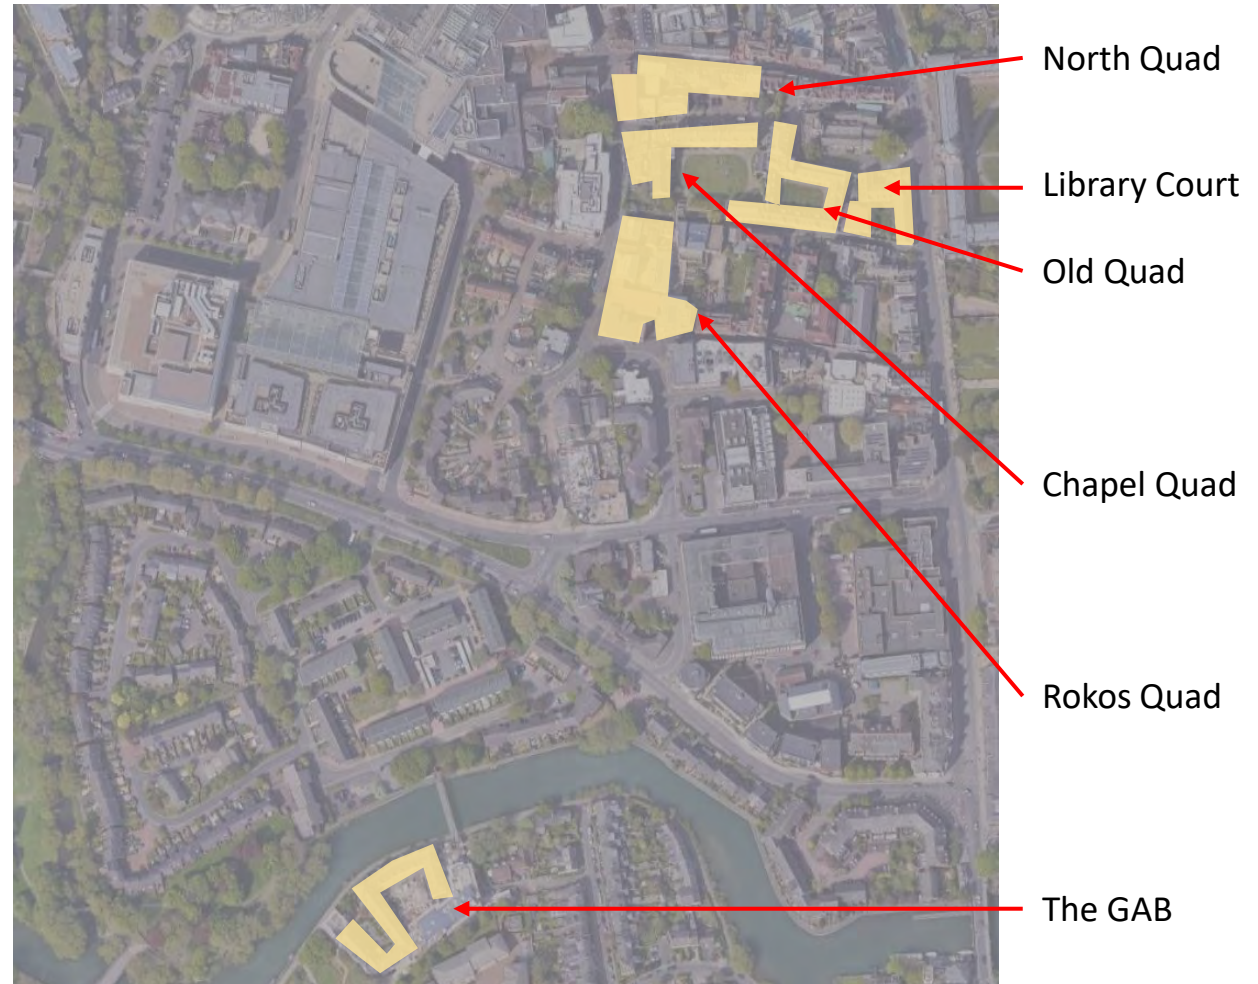 North Quad
Library Court
Old Quad
Chapel Quad
Rokos Quad
The GAB